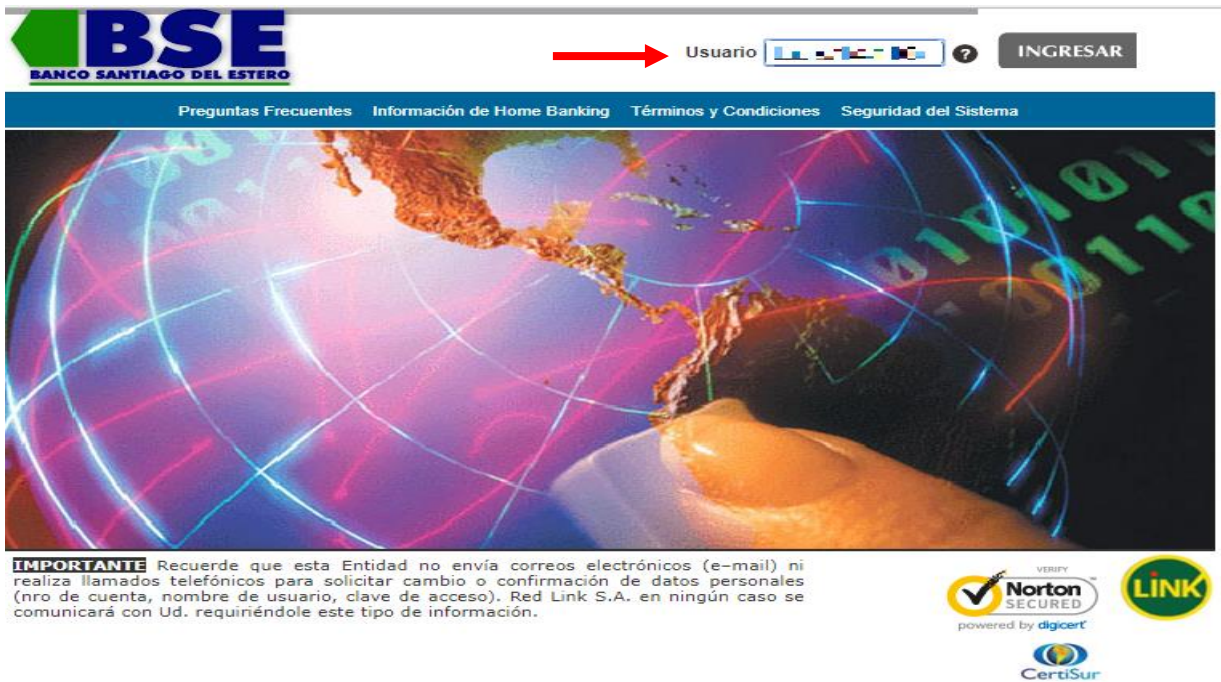 BSE
BANCO SANTIAGO DEL ESTERO
Usuario ? INGRESAR
Preguntas Frecuentes Información de Home Banking Términos y Condiciones Seguridad del Sistema
010101
0110
IMPORTANTE Recuerde que esta Entidad no envía correos electrónicos (e-mail) ni
realiza llamados telefónicos para solicitar cambio o confirmación de datos personales
(nro de cuenta, nombre de usuario, clave de acceso). Red Link S.A. en ningún caso se
comunicará con Ud. requiriéndole este tipo de información.
VERIFY
Norton
SECURED
powered by digicert
LINK
CertiSur